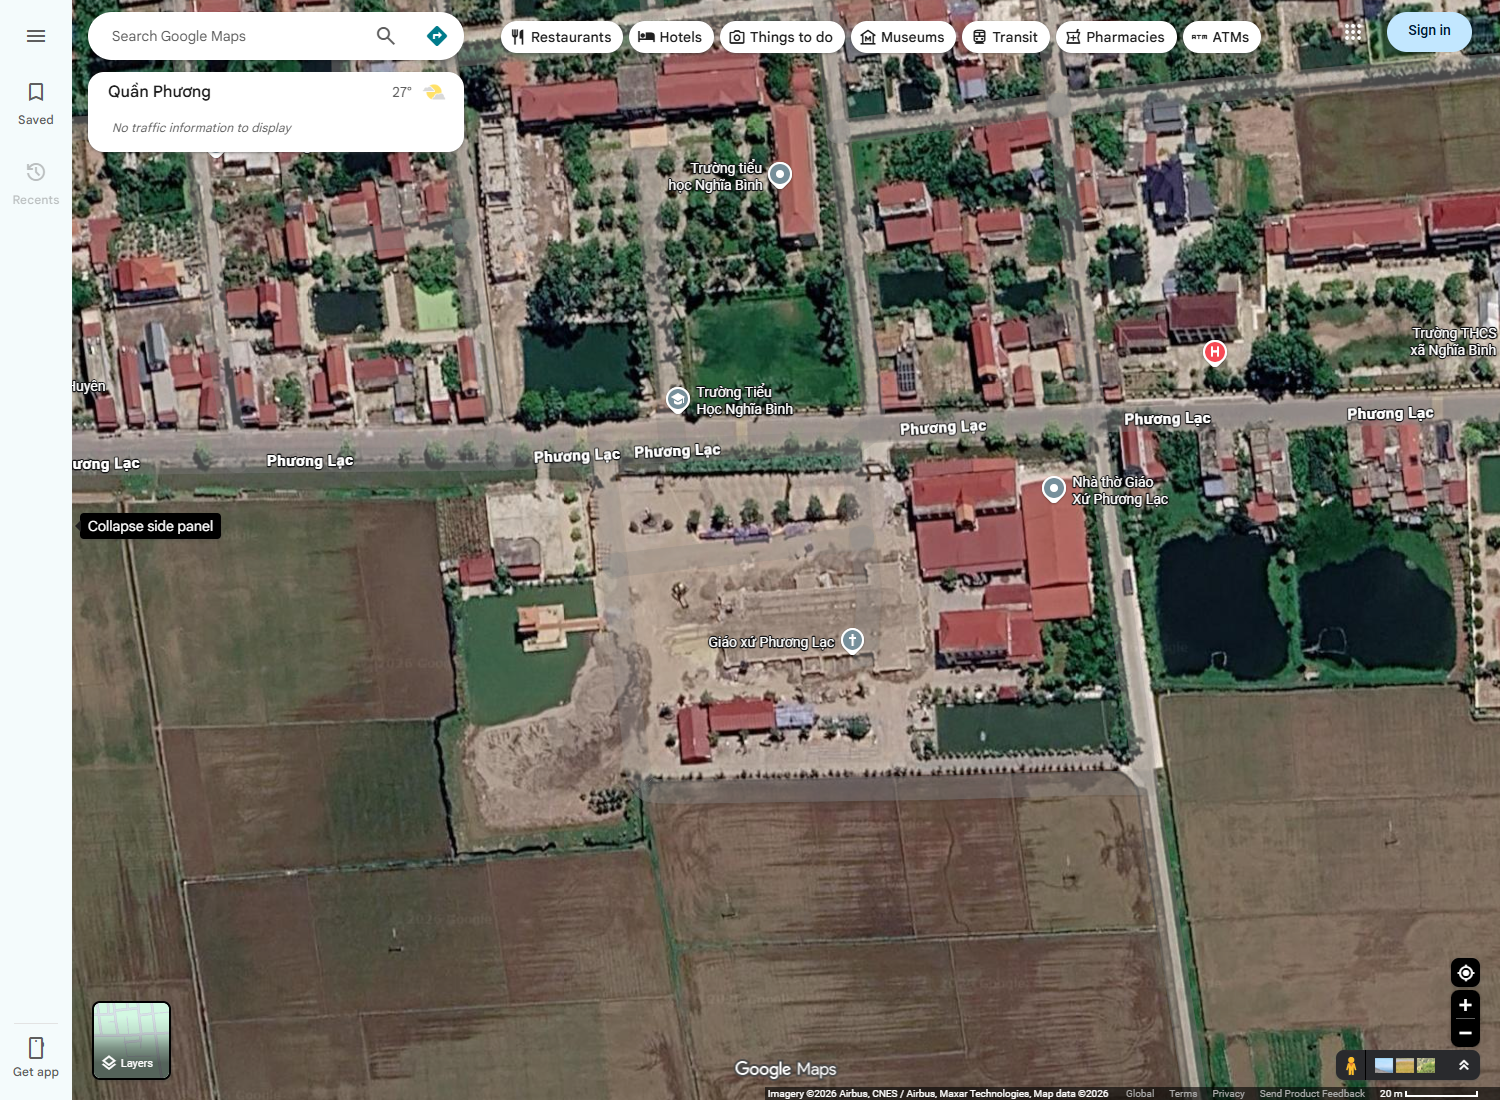 Search Google Maps
Restaurants
Hotels
Things to do
Museums
Transit
Pharmacies
ATM
ATMs
Sign in
Saved
Recents
Quần Phương
27°
No traffic information to display
Trường tiểu
học Nghĩa Bình
Trường THCS
xã Nghĩa Bình
H
Huyên
Trường Tiểu
Học Nghĩa Bình
Phương Lạc
Phương Lạc
Phương Lạc
Phương Lạc
Phương Lạc
Phương Lạc
ương Lạc
Nhà thờ Giáo
Xứ Phương Lạc
Collapse side panel
Giáo xứ Phương Lạc
Layers
Get app
Google Maps
Imagery ©2026 Airbus, CNES / Airbus, Maxar Technologies, Map data ©2026
Global
Terms
Privacy
Send Product Feedback
20 m